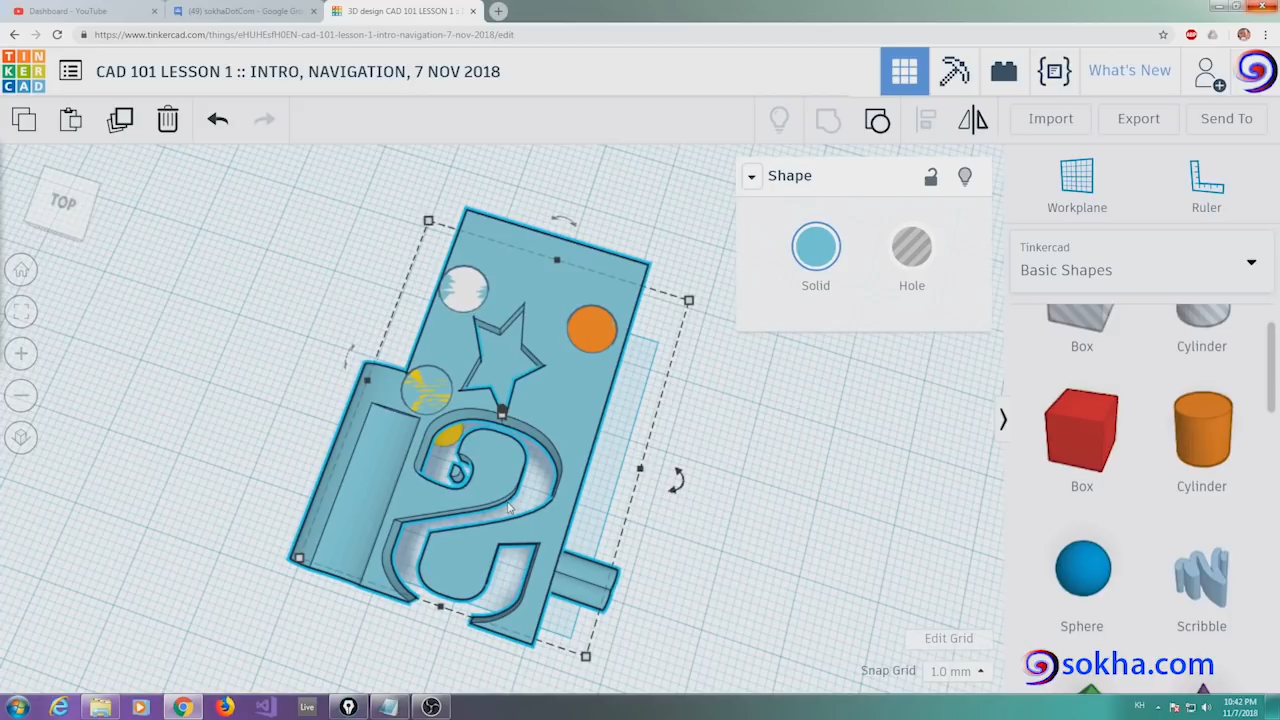 Dashboard - YouTube
(49) sokhaDotCom - Google Gro
3D design CAD 101 LESSON 1 ::
https://www.tinkercad.com/things/eHUHEsfH0EN-cad-101-lesson-1-intro-navigation-7-nov-2018/edit
TIN
KER
CAD
CAD 101 LESSON 1 :: INTRO, NAVIGATION, 7 NOV 2018
What's New
Import
Export
Send To
TOP
Shape
Solid
Hole
Workplane
Ruler
Tinkercad
Basic Shapes
Box
Cylinder
Box
Cylinder
Sphere
Scribble
Edit Grid
Snap Grid
1.0 mm
sokha.com
Live
KH
10:42 PM
11/7/2018